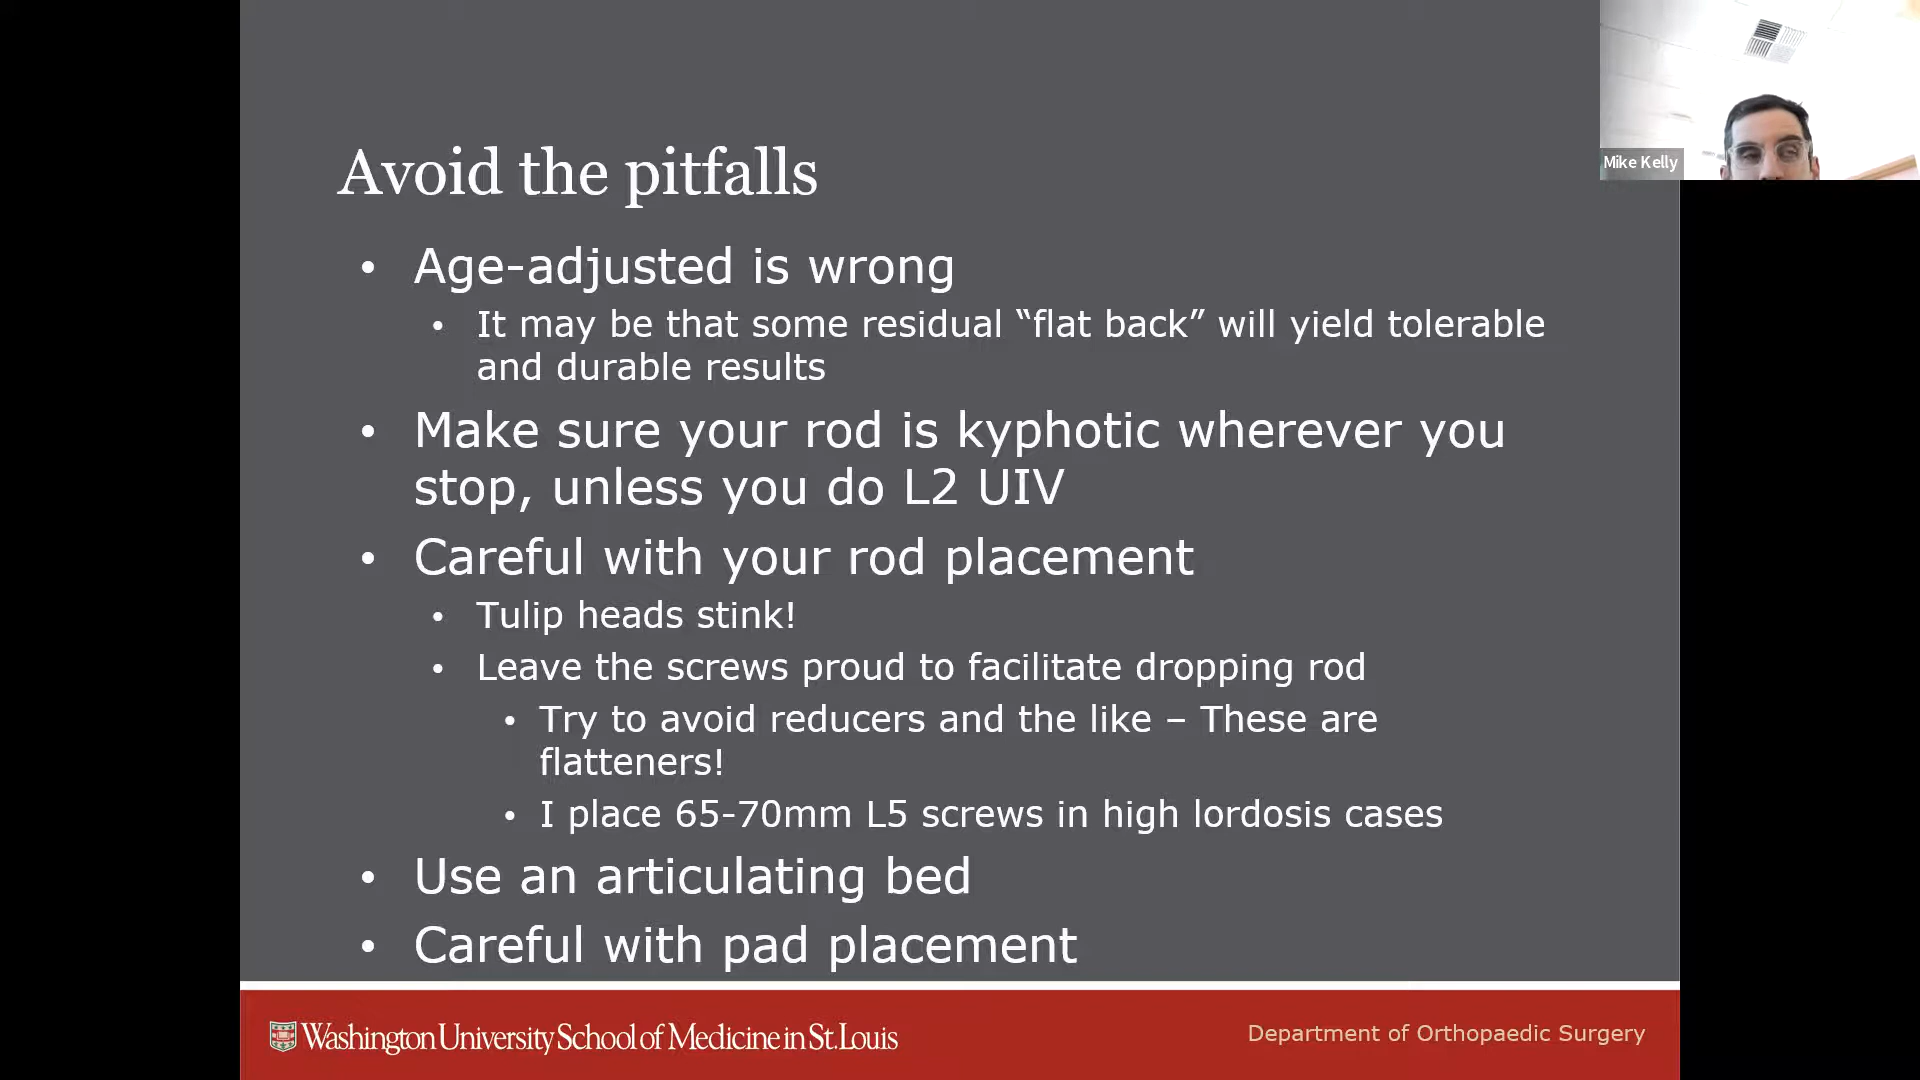 Mike Kelly
Avoid the pitfalls
• Age-adjusted is wrong
• It may be that some residual “flat back” will yield tolerable
and durable results
• Make sure your rod is kyphotic wherever you
stop, unless you do L2 UIV
• Careful with your rod placement
• Tulip heads stink!
• Leave the screws proud to facilitate dropping rod
• Try to avoid reducers and the like – These are
flatteners!
• I place 65-70mm L5 screws in high lordosis cases
• Use an articulating bed
• Careful with pad placement
Washington University School of Medicine in St. Louis
Department of Orthopaedic Surgery